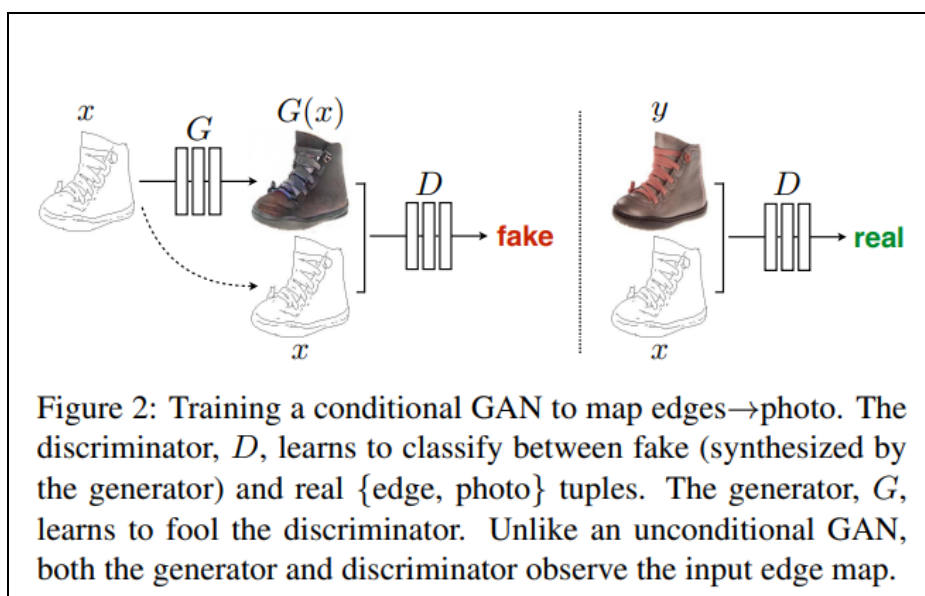 x
G
G(x)
D
fake
x
y
D
real
x
Figure 2: Training a conditional GAN to map edges→photo. The
discriminator, D, learns to classify between fake (synthesized by
the generator) and real {edge, photo} tuples. The generator, G,
learns to fool the discriminator. Unlike an unconditional GAN,
both the generator and discriminator observe the input edge map.